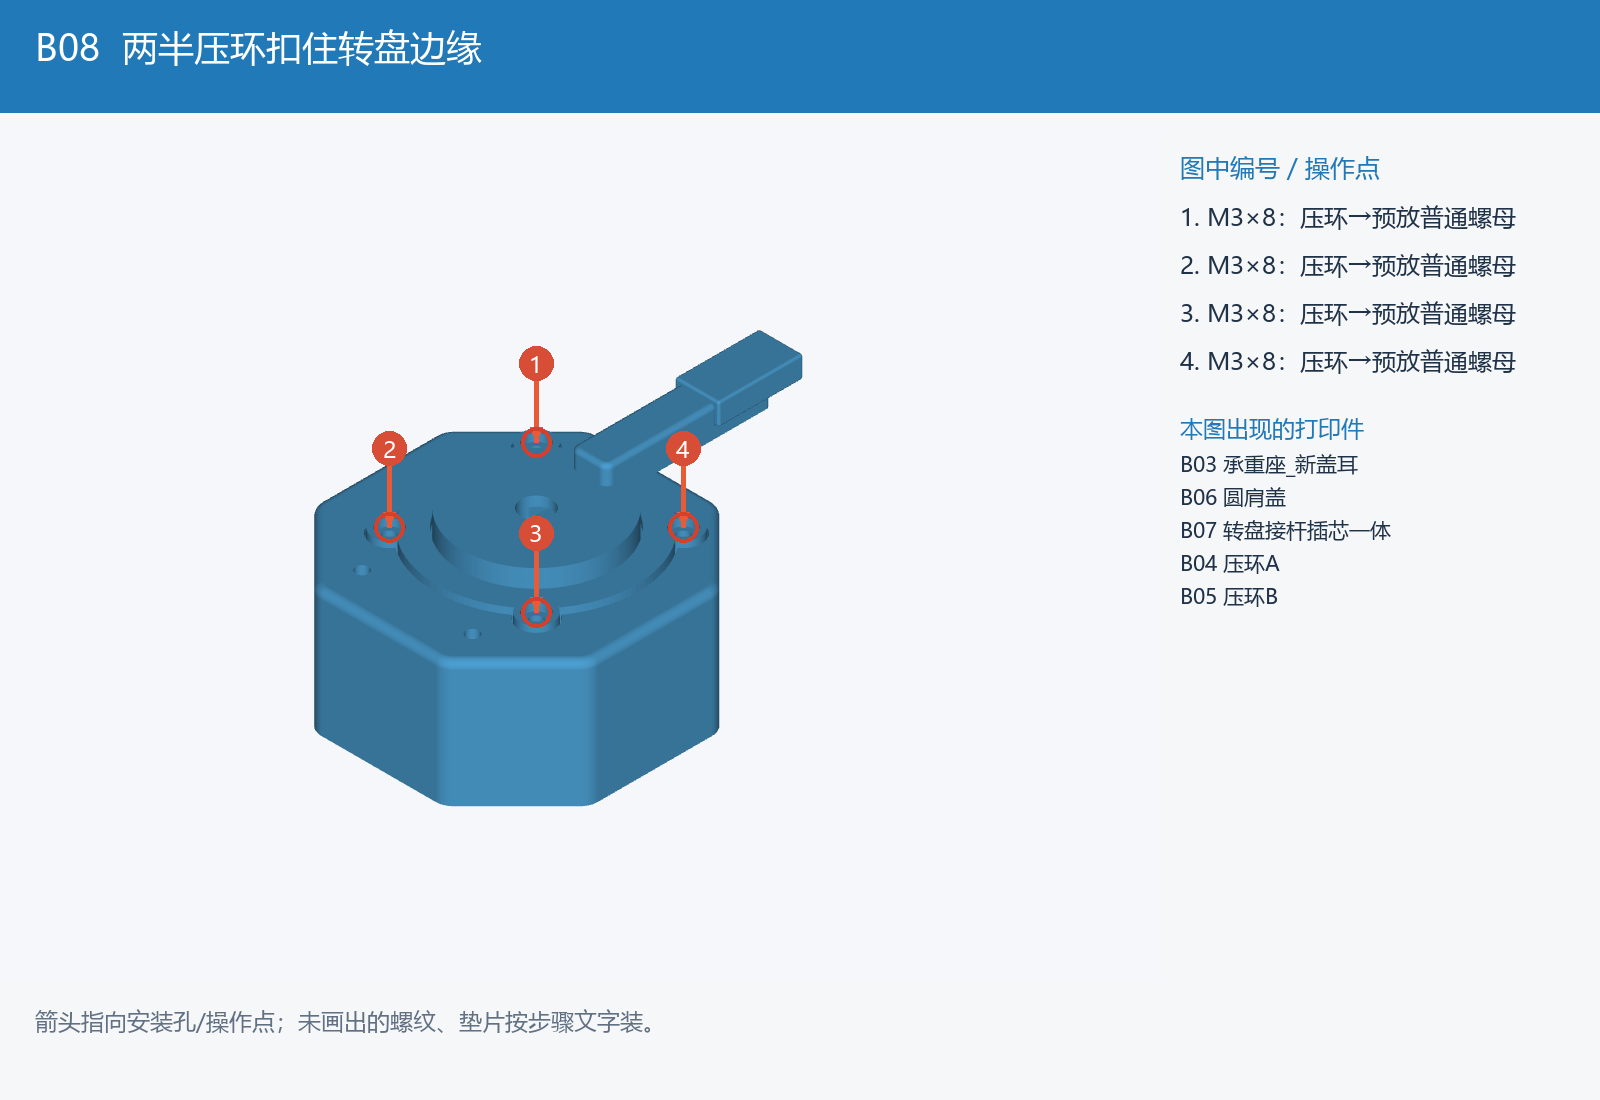 B08 两半压环扣住转盘边缘
图中编号 / 操作点
1. M3×8：压环→预放普通螺母
2. M3×8：压环→预放普通螺母
3. M3×8：压环→预放普通螺母
4. M3×8：压环→预放普通螺母
本图出现的打印件
B03 承重座_新盖耳
B06 圆肩盖
B07 转盘接杆插芯一体
B04 压环A
B05 压环B
1
2
4
3
箭头指向安装孔/操作点；未画出的螺纹、垫片按步骤文字装。